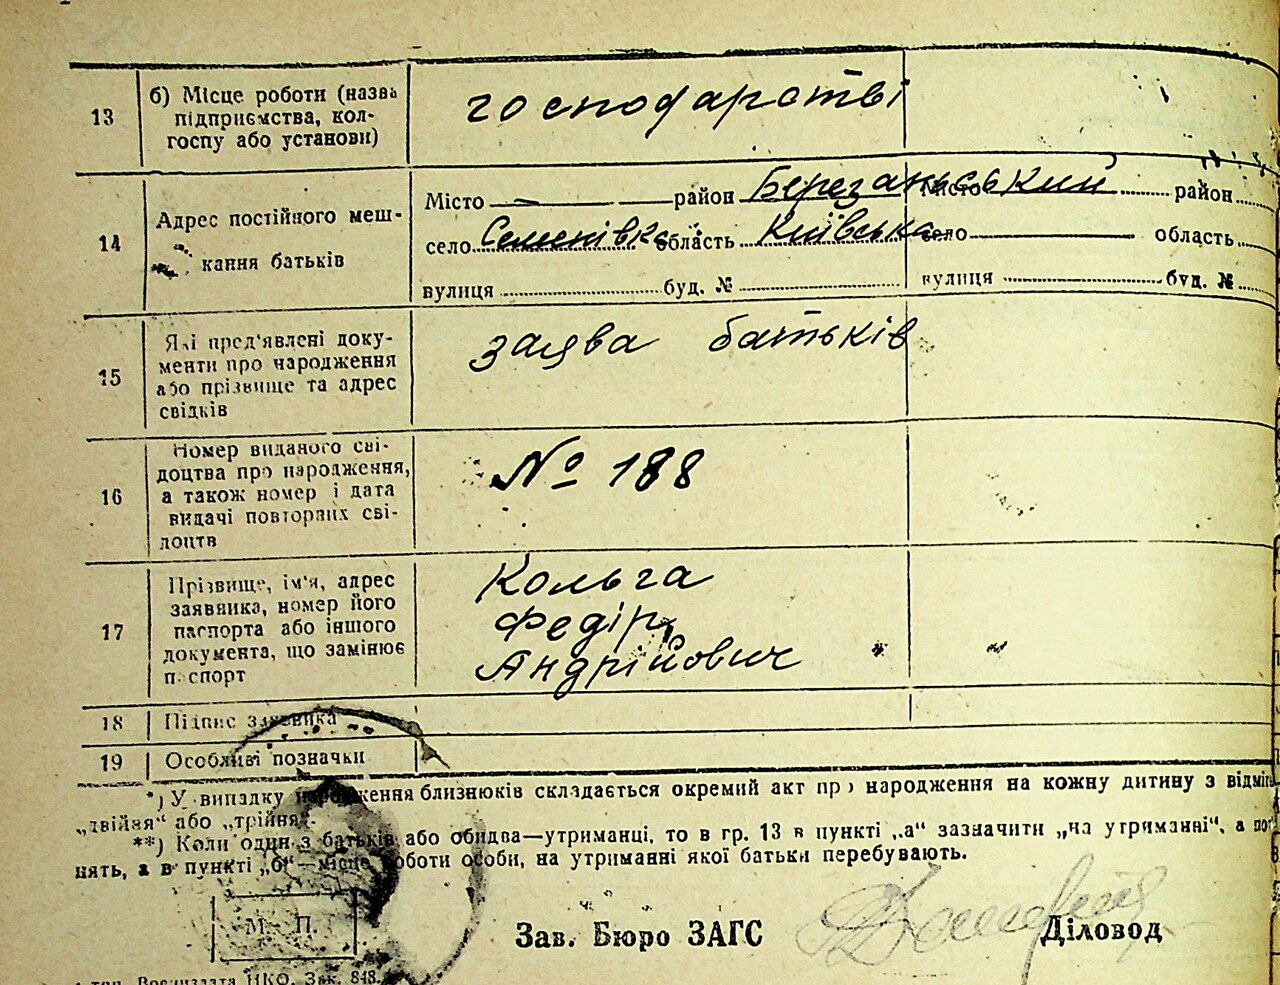 13
б) Місце роботи (назва
підприємства, кол-
госпу або установи)
господарстві
14
Адрес постійного меш-
кання батьків
Місто район Березанський Місто район
село Семенівка область Київська село область
вулиця буд. № вулиця буд. №
15
Які пред'явлені доку-
менти про народження
або прізвище та адрес
свідків
заява батьків
16
Номер виданого сві-
доцтва про народження,
а також номер і дата
видачі повторних сві-
доцтв
№ 188
17
Прізвище, ім'я, адрес
заявника, номер його
паспорта або іншого
документа, що замінює
паспорт
Кольга
Федір
Андрійович
18 Підпис заявника
19 Особливі позначки
*) У випадку народження близнюків складається окремий акт про народження на кожну дитину з
„двійня" або „трійня".
**) Коли один з батьків або обидва—утриманці, то в гр. 13 в пункті „а" зазначити „на утриманні", а
нять, а в пункті „б"—місце роботи особи, на утриманні якої батьки перебувають.
М. П.
Зав. Бюро ЗАГС Діловод
НКО. Зак. 848.